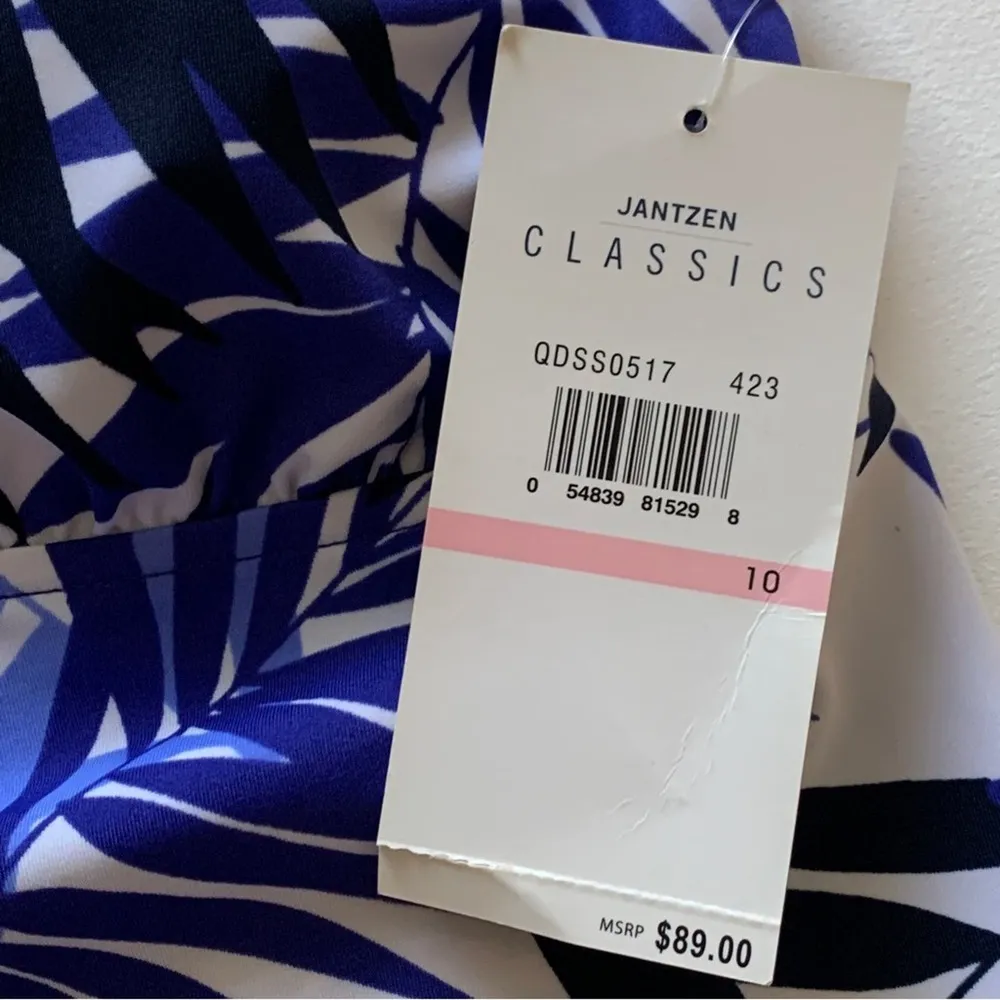 JANTZEN
CLASSICS
QDSS0517 423
0 54839 81529 8
10
MSRP $89.00